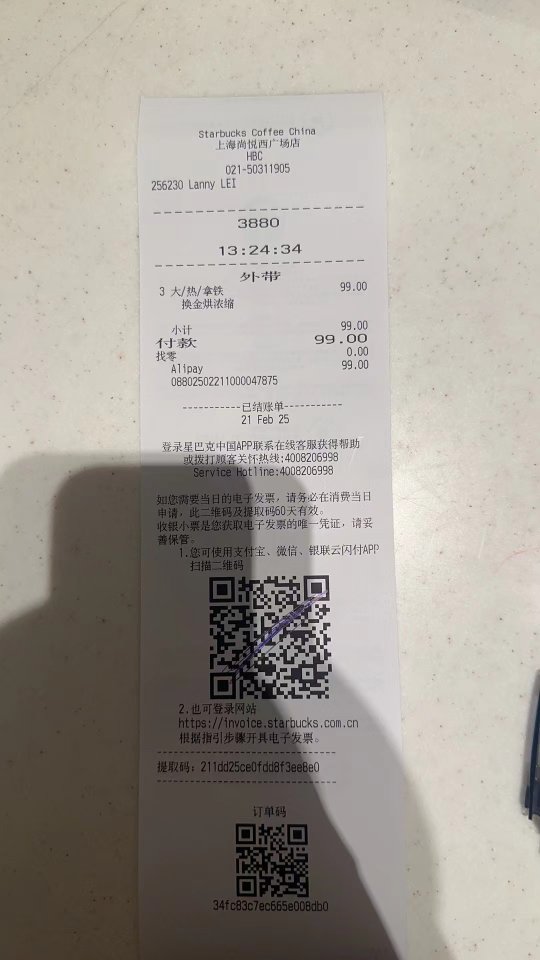 Starbucks Coffee China
上海尚悦西广场店
HBC
021-50311905
256230 Lanny LEI
3880
13:24:34
外带
3 大/热/拿铁 99.00
换金烘浓缩
小计 99.00
付款 99.00
找零 0.00
Alipay 99.00
08802502211000047875
-----------已结账单-----------
21 Feb 25
登录星巴克中国APP联系在线客服获得帮助
或拨打顾客关怀热线:4008206998
Service Hotline:4008206998
如您需要当日的电子发票，请务必在消费当日
申请，此二维码及提取码60天有效。
收银小票是您获取电子发票的唯一凭证，请妥
善保管。
1.您可使用支付宝、微信、银联云闪付APP
扫描二维码
2.也可登录网站
https://invoice.starbucks.com.cn
根据指引步骤开具电子发票。
提取码：211dd25ce0fdd8f3ee8e0
订单码
34fc83c7ec665e008db0